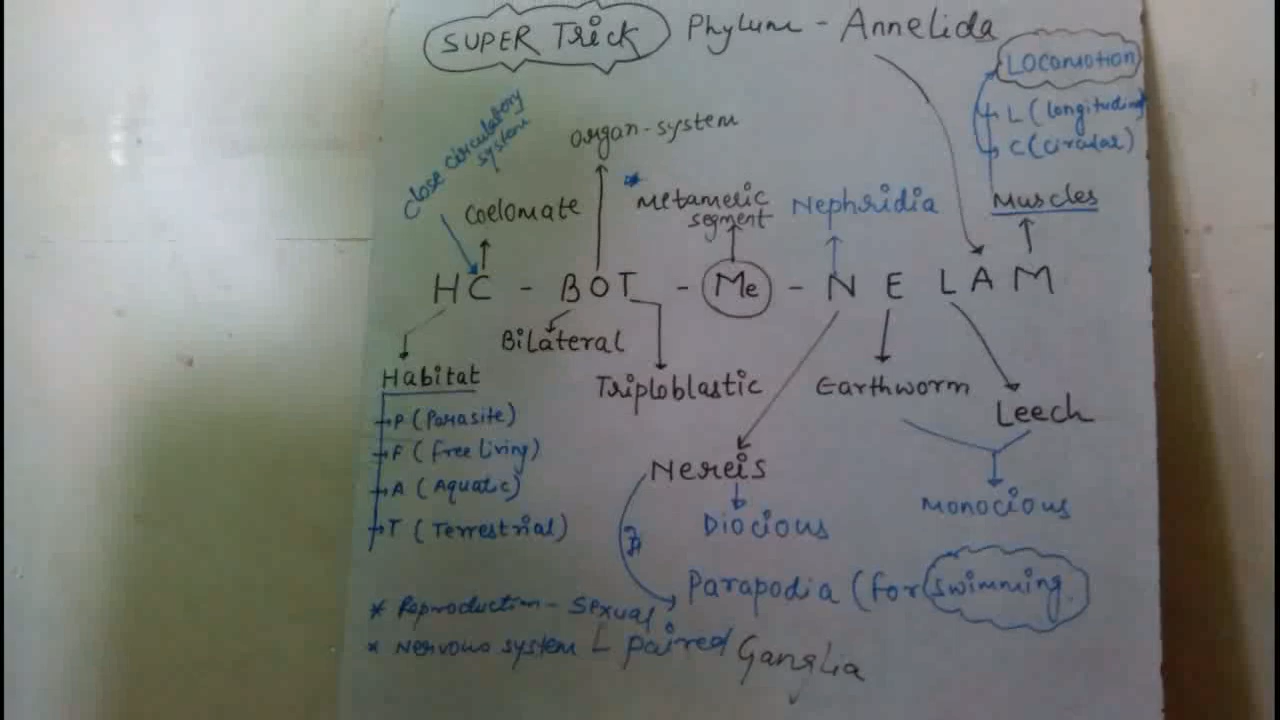 SUPER Trick Phylum - Annelida
Locomotion
L (longitudinal)
C (Circular)
Muscles
Close circulatory
system
organ-system
Coelomate
Metameric
segment
Nephridia
HC - BOT - Me - N E L A M
Bilateral
Habitat
P (Parasite)
F (Free living)
A (Aquatic)
T (Terrestrial)
Triploblastic
Earthworm
Leech
Nereis
Diocious
Monocious
Parapodia (for swimming)
* Reproduction - Sexual
* Nervous system L paired Ganglia